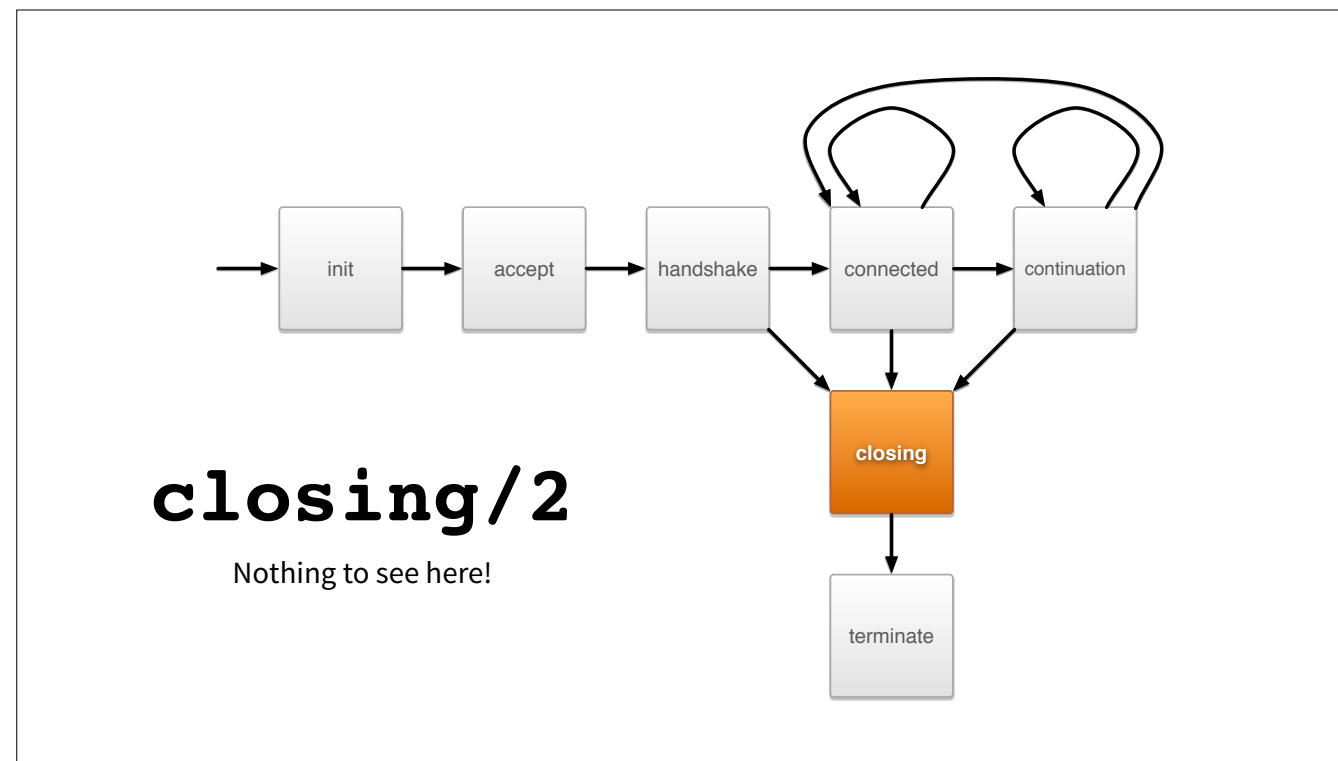 init
accept
handshake
connected
continuation
closing
closing/2
Nothing to see here!
terminate